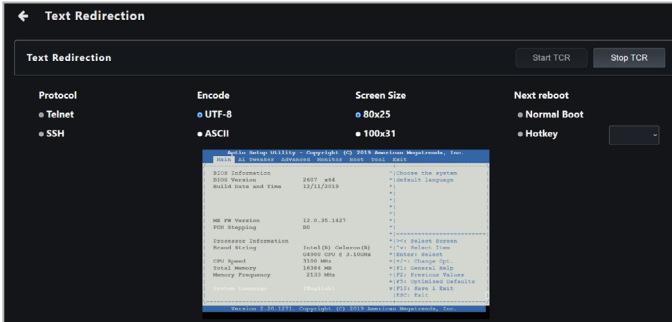 Text Redirection
Text Redirection
Start TCR
Stop TCR
Protocol
Encode
Screen Size
Next reboot
Telnet
UTF-8
80x25
Normal Boot
SSH
ASCII
100x31
Hotkey
Aptio Setup Utility - Copyright (C) 2019 American Megatrends, Inc.
Main Ai Tweaker Advanced Monitor Boot Tool Exit
BIOS Information *|Choose the system
BIOS Version 2607 x64 *|default language
Build Date and Time 12/11/2019 *|
*|
*|
*|
ME FW Version 12.0.35.1427 *|
PCH Stepping B0 *|
Processor Information *|><: Select Screen
Brand String Intel(R) Celeron(R) *|^v: Select Item
G4900 CPU @ 3.10GHz *|Enter: Select
CPU Speed 3100 MHz *|+/-: Change Opt.
Total Memory 16384 MB *|F1: General Help
Memory Frequency 2133 MHz *|F2: Previous Values
*|F5: Optimized Defaults
System Language [English] *|F10: Save & Exit
|ESC: Exit
Version 2.20.1271. Copyright (C) 2019 American Megatrends, Inc.